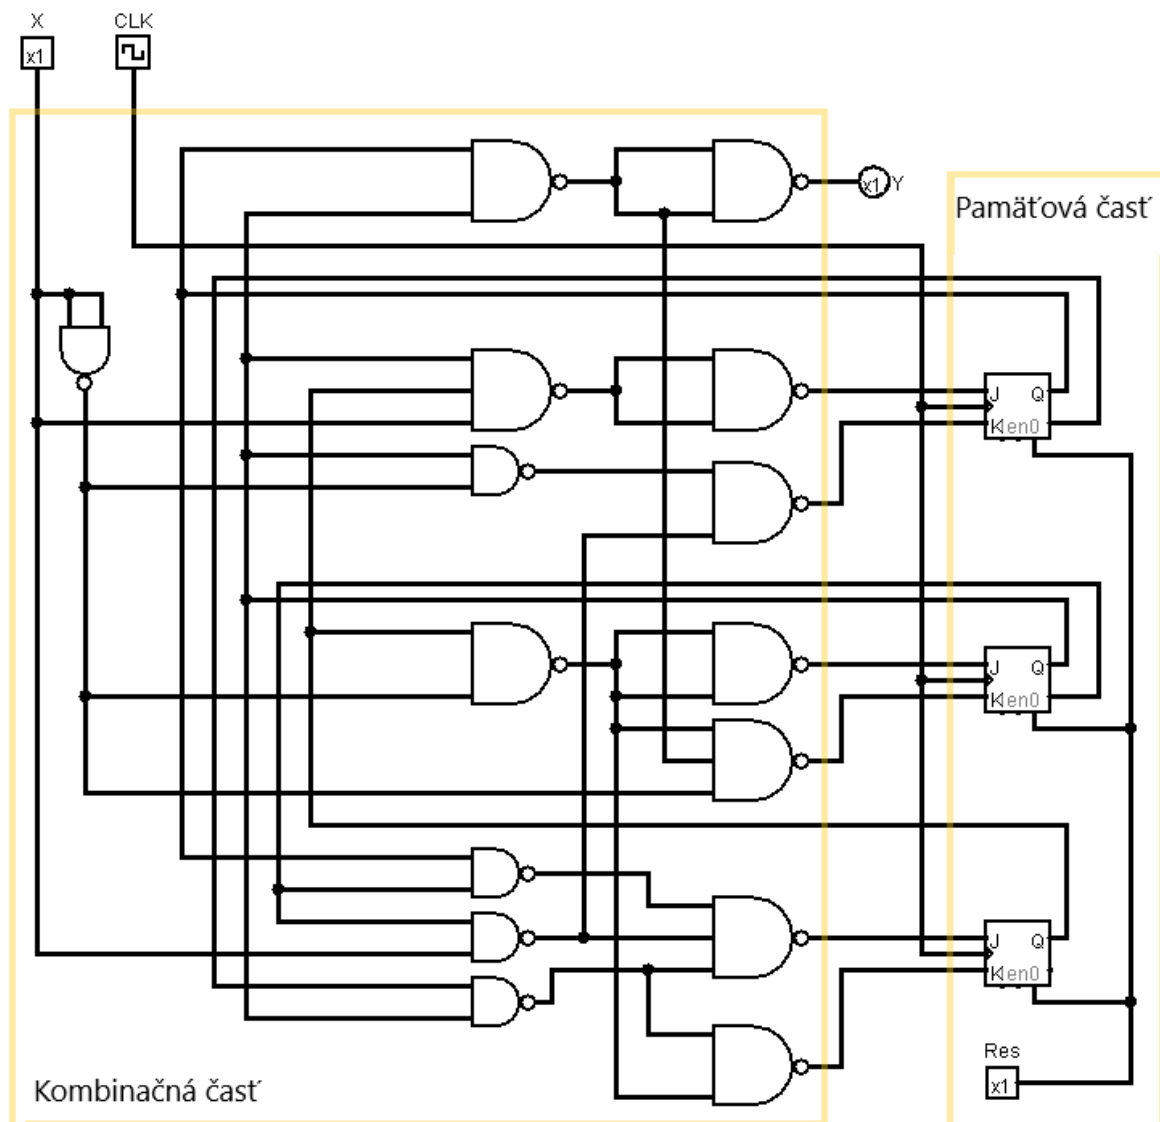 X
CLK
x1
x1 Y
Pamäťová časť
J Q
K en0
J Q
K en0
J Q
K en0
Res
x1
Kombinačná časť